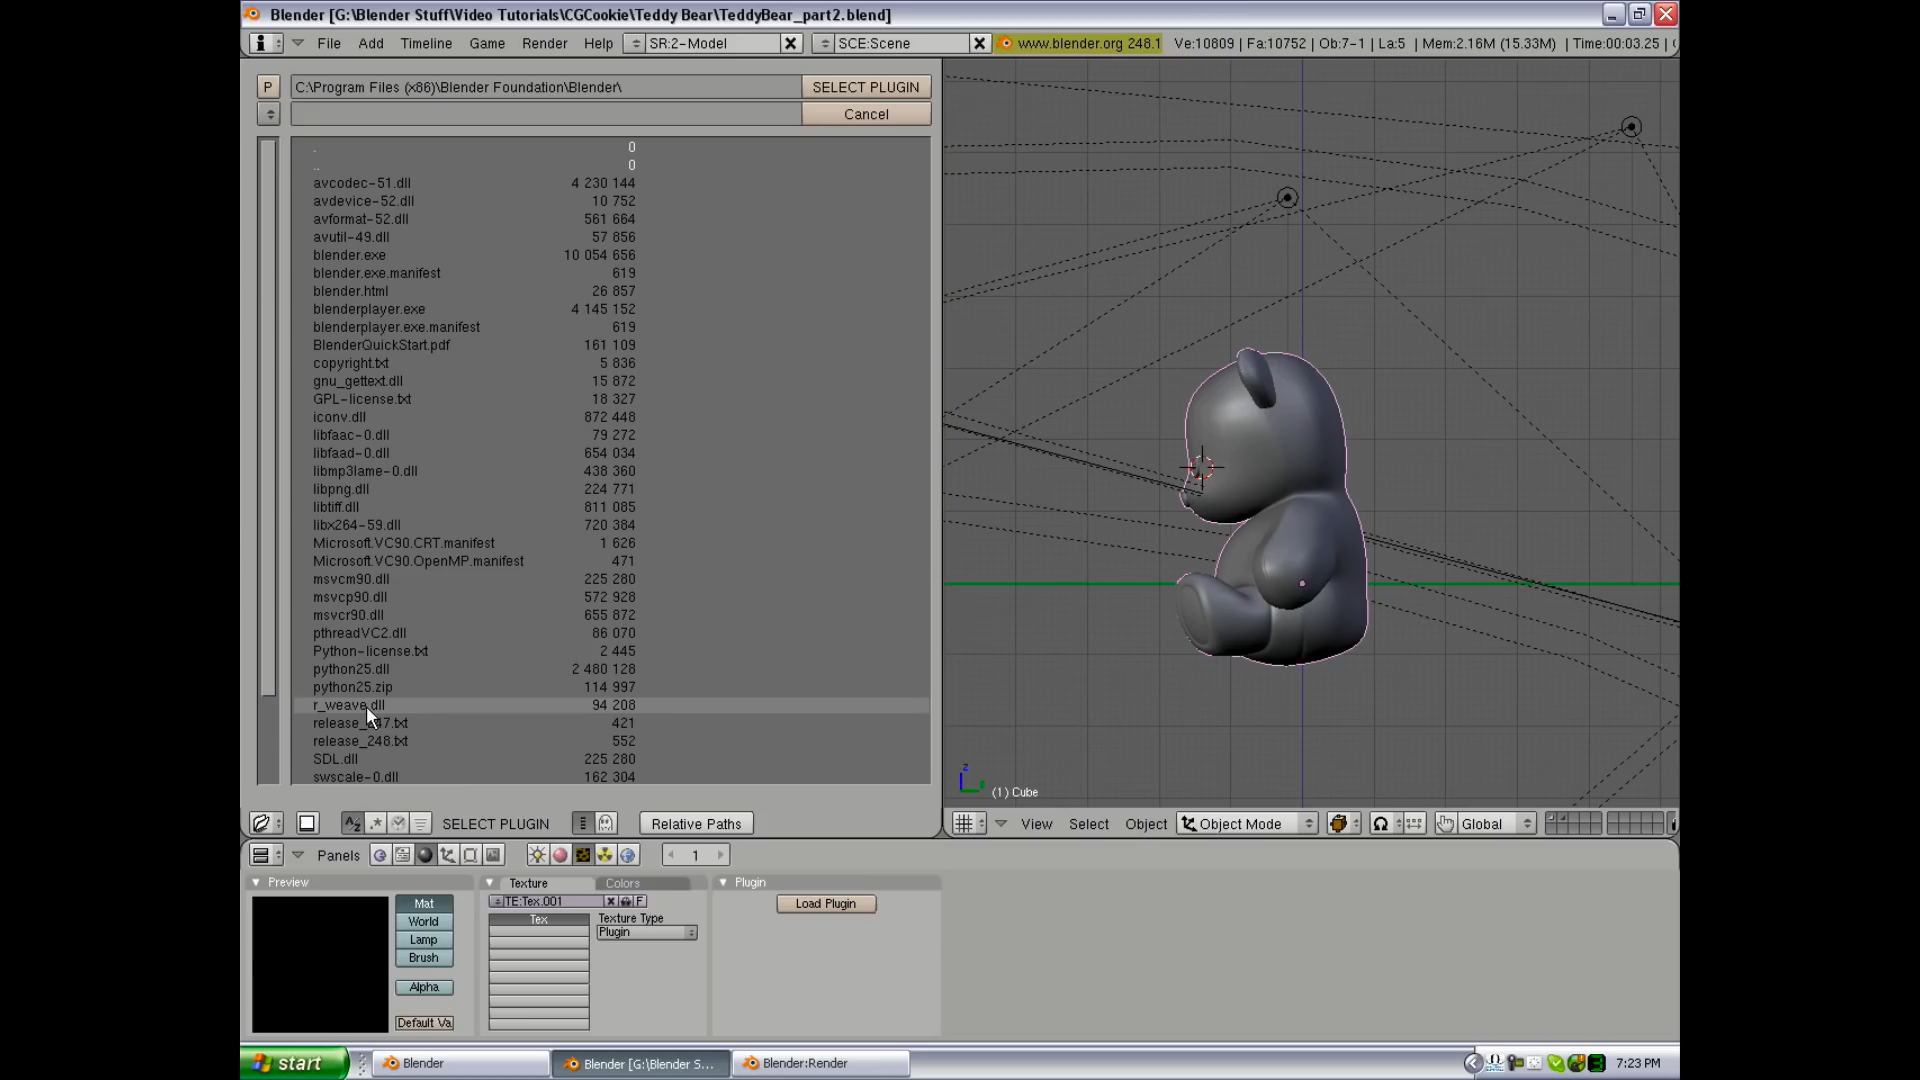 Blender [G:\Blender Stuff\Video Tutorials\CGCookie\Teddy Bear\TeddyBear_part2.blend]
File Add Timeline Game Render Help SR:2-Model SCE:Scene www.blender.org 248.1 Ve:10809 | Fa:10752 | Ob:7-1 | La:5 | Mem:2.16M (15.33M) | Time:00:03.25 |
P C:\Program Files (x86)\Blender Foundation\Blender\ SELECT PLUGIN
Cancel
. 0
.. 0
avcodec-51.dll 4 230 144
avdevice-52.dll 10 752
avformat-52.dll 561 664
avutil-49.dll 57 856
blender.exe 10 054 656
blender.exe.manifest 619
blender.html 26 857
blenderplayer.exe 4 145 152
blenderplayer.exe.manifest 619
BlenderQuickStart.pdf 161 109
copyright.txt 5 836
gnu_gettext.dll 15 872
GPL-license.txt 18 327
iconv.dll 872 448
libfaac-0.dll 79 272
libfaad-0.dll 654 034
libmp3lame-0.dll 438 360
libpng.dll 224 771
libtiff.dll 811 085
libx264-59.dll 720 384
Microsoft.VC90.CRT.manifest 1 626
Microsoft.VC90.OpenMP.manifest 471
msvcm90.dll 225 280
msvcp90.dll 572 928
msvcr90.dll 655 872
pthreadVC2.dll 86 070
Python-license.txt 2 445
python25.dll 2 480 128
python25.zip 114 997
r_weave.dll 94 208
release_247.txt 421
release_248.txt 552
SDL.dll 225 280
swscale-0.dll 162 304
z
(1) Cube
SELECT PLUGIN Relative Paths
View Select Object Object Mode Global
Panels 1
Preview
Mat
World
Lamp
Brush
Alpha
Default Va
Texture Colors
TE:Tex.001 F
Tex
Texture Type
Plugin
Plugin
Load Plugin
start Blender Blender [G:\Blender S... Blender:Render 7:23 PM